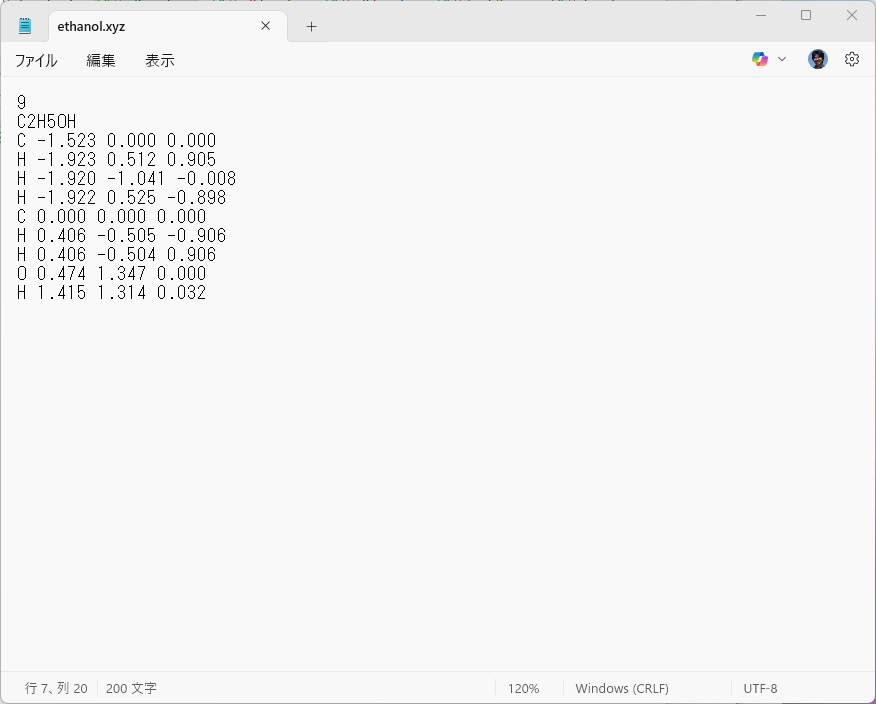 ethanol.xyz
ファイル 編集 表示
9
C2H5OH
C -1.523 0.000 0.000
H -1.923 0.512 0.905
H -1.920 -1.041 -0.008
H -1.922 0.525 -0.898
C 0.000 0.000 0.000
H 0.406 -0.505 -0.906
H 0.406 -0.504 0.906
O 0.474 1.347 0.000
H 1.415 1.314 0.032
行 7、列 20 200 文字 120% Windows (CRLF) UTF-8